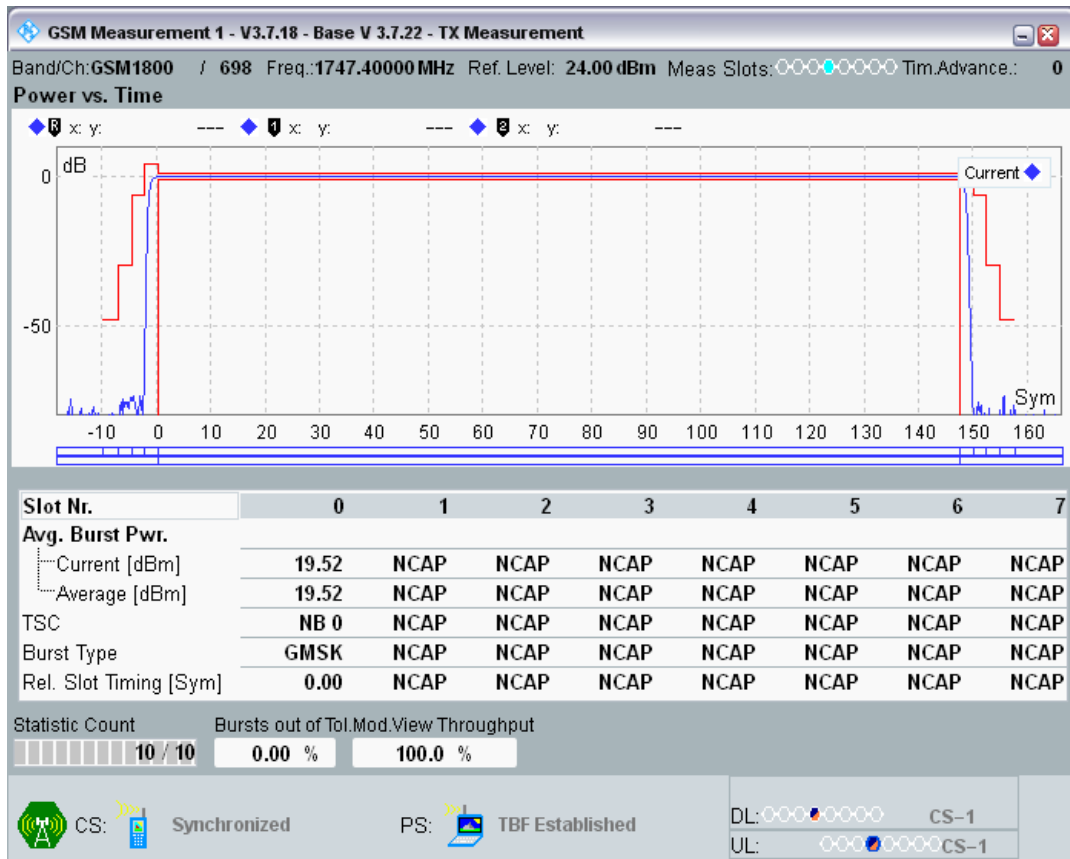 GSM Measurement 1 - V3.7.18 - Base V 3.7.22 - TX Measurement
Band/Ch:GSM1800 / 698 Freq.:1747.40000 MHz Ref. Level: 24.00 dBm Meas Slots: Tim.Advance.: 0
Power vs. Time
R x: y: --- 1 x: y: --- 2 x: y: ---
dB
Current
0
-50
Sym
-10 0 10 20 30 40 50 60 70 80 90 100 110 120 130 140 150 160
Slot Nr. 0 1 2 3 4 5 6 7
Avg. Burst Pwr.
Current [dBm] 19.52 NCAP NCAP NCAP NCAP NCAP NCAP NCAP
Average [dBm] 19.52 NCAP NCAP NCAP NCAP NCAP NCAP NCAP
TSC NB 0 NCAP NCAP NCAP NCAP NCAP NCAP NCAP
Burst Type GMSK NCAP NCAP NCAP NCAP NCAP NCAP NCAP
Rel. Slot Timing [Sym] 0.00 NCAP NCAP NCAP NCAP NCAP NCAP NCAP
Statistic Count Bursts out of Tol. Mod.View Throughput
10 / 10 0.00 % 100.0 %
CS: Synchronized PS: TBF Established
DL: CS-1
UL: CS-1